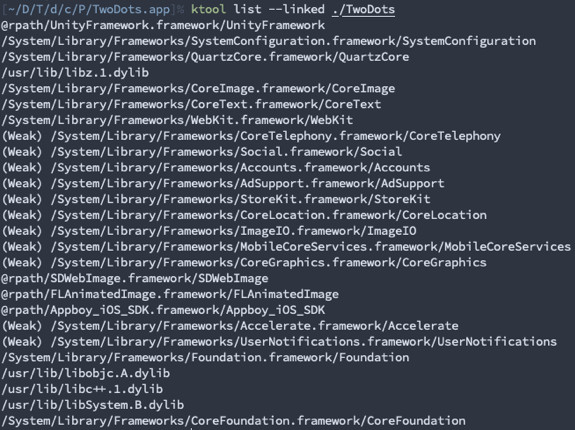 [~/D/T/d/c/P/TwoDots.app]% ktool list --linked ./TwoDots
@rpath/UnityFramework.framework/UnityFramework
/System/Library/Frameworks/SystemConfiguration.framework/SystemConfiguration
/System/Library/Frameworks/QuartzCore.framework/QuartzCore
/usr/lib/libz.1.dylib
/System/Library/Frameworks/CoreImage.framework/CoreImage
/System/Library/Frameworks/CoreText.framework/CoreText
/System/Library/Frameworks/WebKit.framework/WebKit
(Weak) /System/Library/Frameworks/CoreTelephony.framework/CoreTelephony
(Weak) /System/Library/Frameworks/Social.framework/Social
(Weak) /System/Library/Frameworks/Accounts.framework/Accounts
(Weak) /System/Library/Frameworks/AdSupport.framework/AdSupport
(Weak) /System/Library/Frameworks/StoreKit.framework/StoreKit
(Weak) /System/Library/Frameworks/CoreLocation.framework/CoreLocation
(Weak) /System/Library/Frameworks/ImageIO.framework/ImageIO
(Weak) /System/Library/Frameworks/MobileCoreServices.framework/MobileCoreServices
(Weak) /System/Library/Frameworks/CoreGraphics.framework/CoreGraphics
@rpath/SDWebImage.framework/SDWebImage
@rpath/FLAnimatedImage.framework/FLAnimatedImage
@rpath/Appboy_iOS_SDK.framework/Appboy_iOS_SDK
(Weak) /System/Library/Frameworks/Accelerate.framework/Accelerate
(Weak) /System/Library/Frameworks/UserNotifications.framework/UserNotifications
/System/Library/Frameworks/Foundation.framework/Foundation
/usr/lib/libobjc.A.dylib
/usr/lib/libc++.1.dylib
/usr/lib/libSystem.B.dylib
/System/Library/Frameworks/CoreFoundation.framework/CoreFoundation